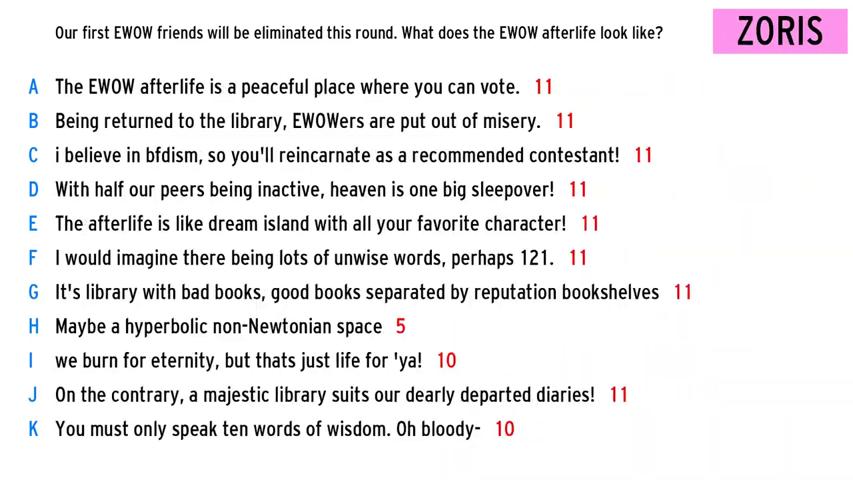 Our first EWOW friends will be eliminated this round. What does the EWOW afterlife look like?
ZORIS
A The EWOW afterlife is a peaceful place where you can vote. 11
B Being returned to the library, EWOWers are put out of misery. 11
C i believe in bfdism, so you'll reincarnate as a recommended contestant! 11
D With half our peers being inactive, heaven is one big sleepover! 11
E The afterlife is like dream island with all your favorite character! 11
F I would imagine there being lots of unwise words, perhaps 121. 11
G It's library with bad books, good books separated by reputation bookshelves 11
H Maybe a hyperbolic non-Newtonian space 5
I we burn for eternity, but thats just life for 'ya! 10
J On the contrary, a majestic library suits our dearly departed diaries! 11
K You must only speak ten words of wisdom. Oh bloody- 10